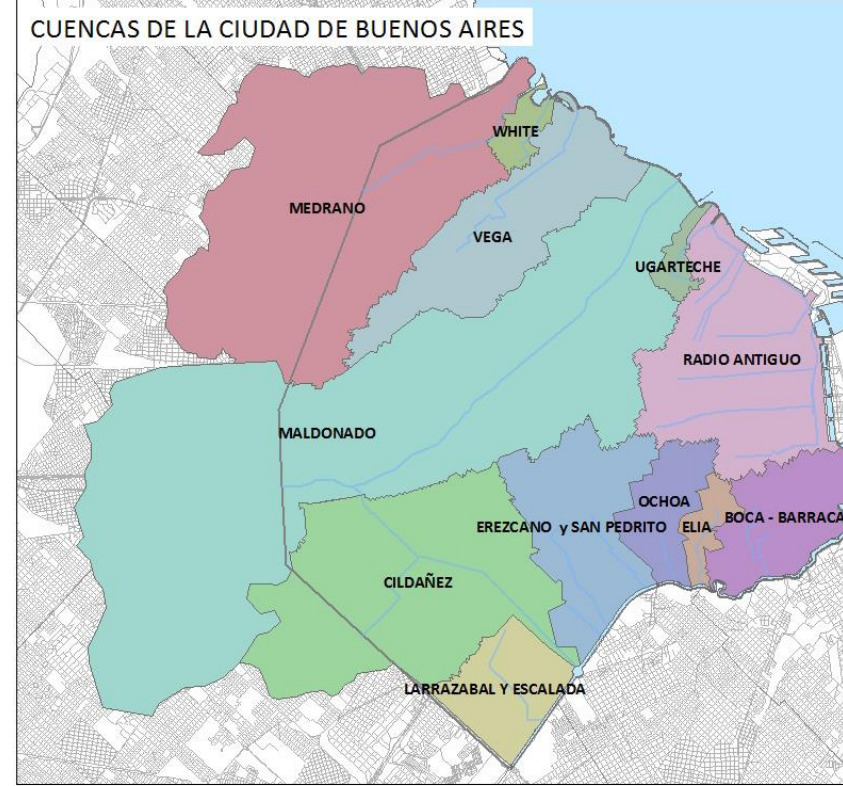 CUENCAS DE LA CIUDAD DE BUENOS AIRES
WHITE
MEDRANO
VEGA
UGARTECHE
RADIO ANTIGUO
MALDONADO
OCHOA
EREZCANO y SAN PEDRITO
ELIA
BOCA - BARRACA
CILDAÑEZ
LARRAZABAL Y ESCALADA